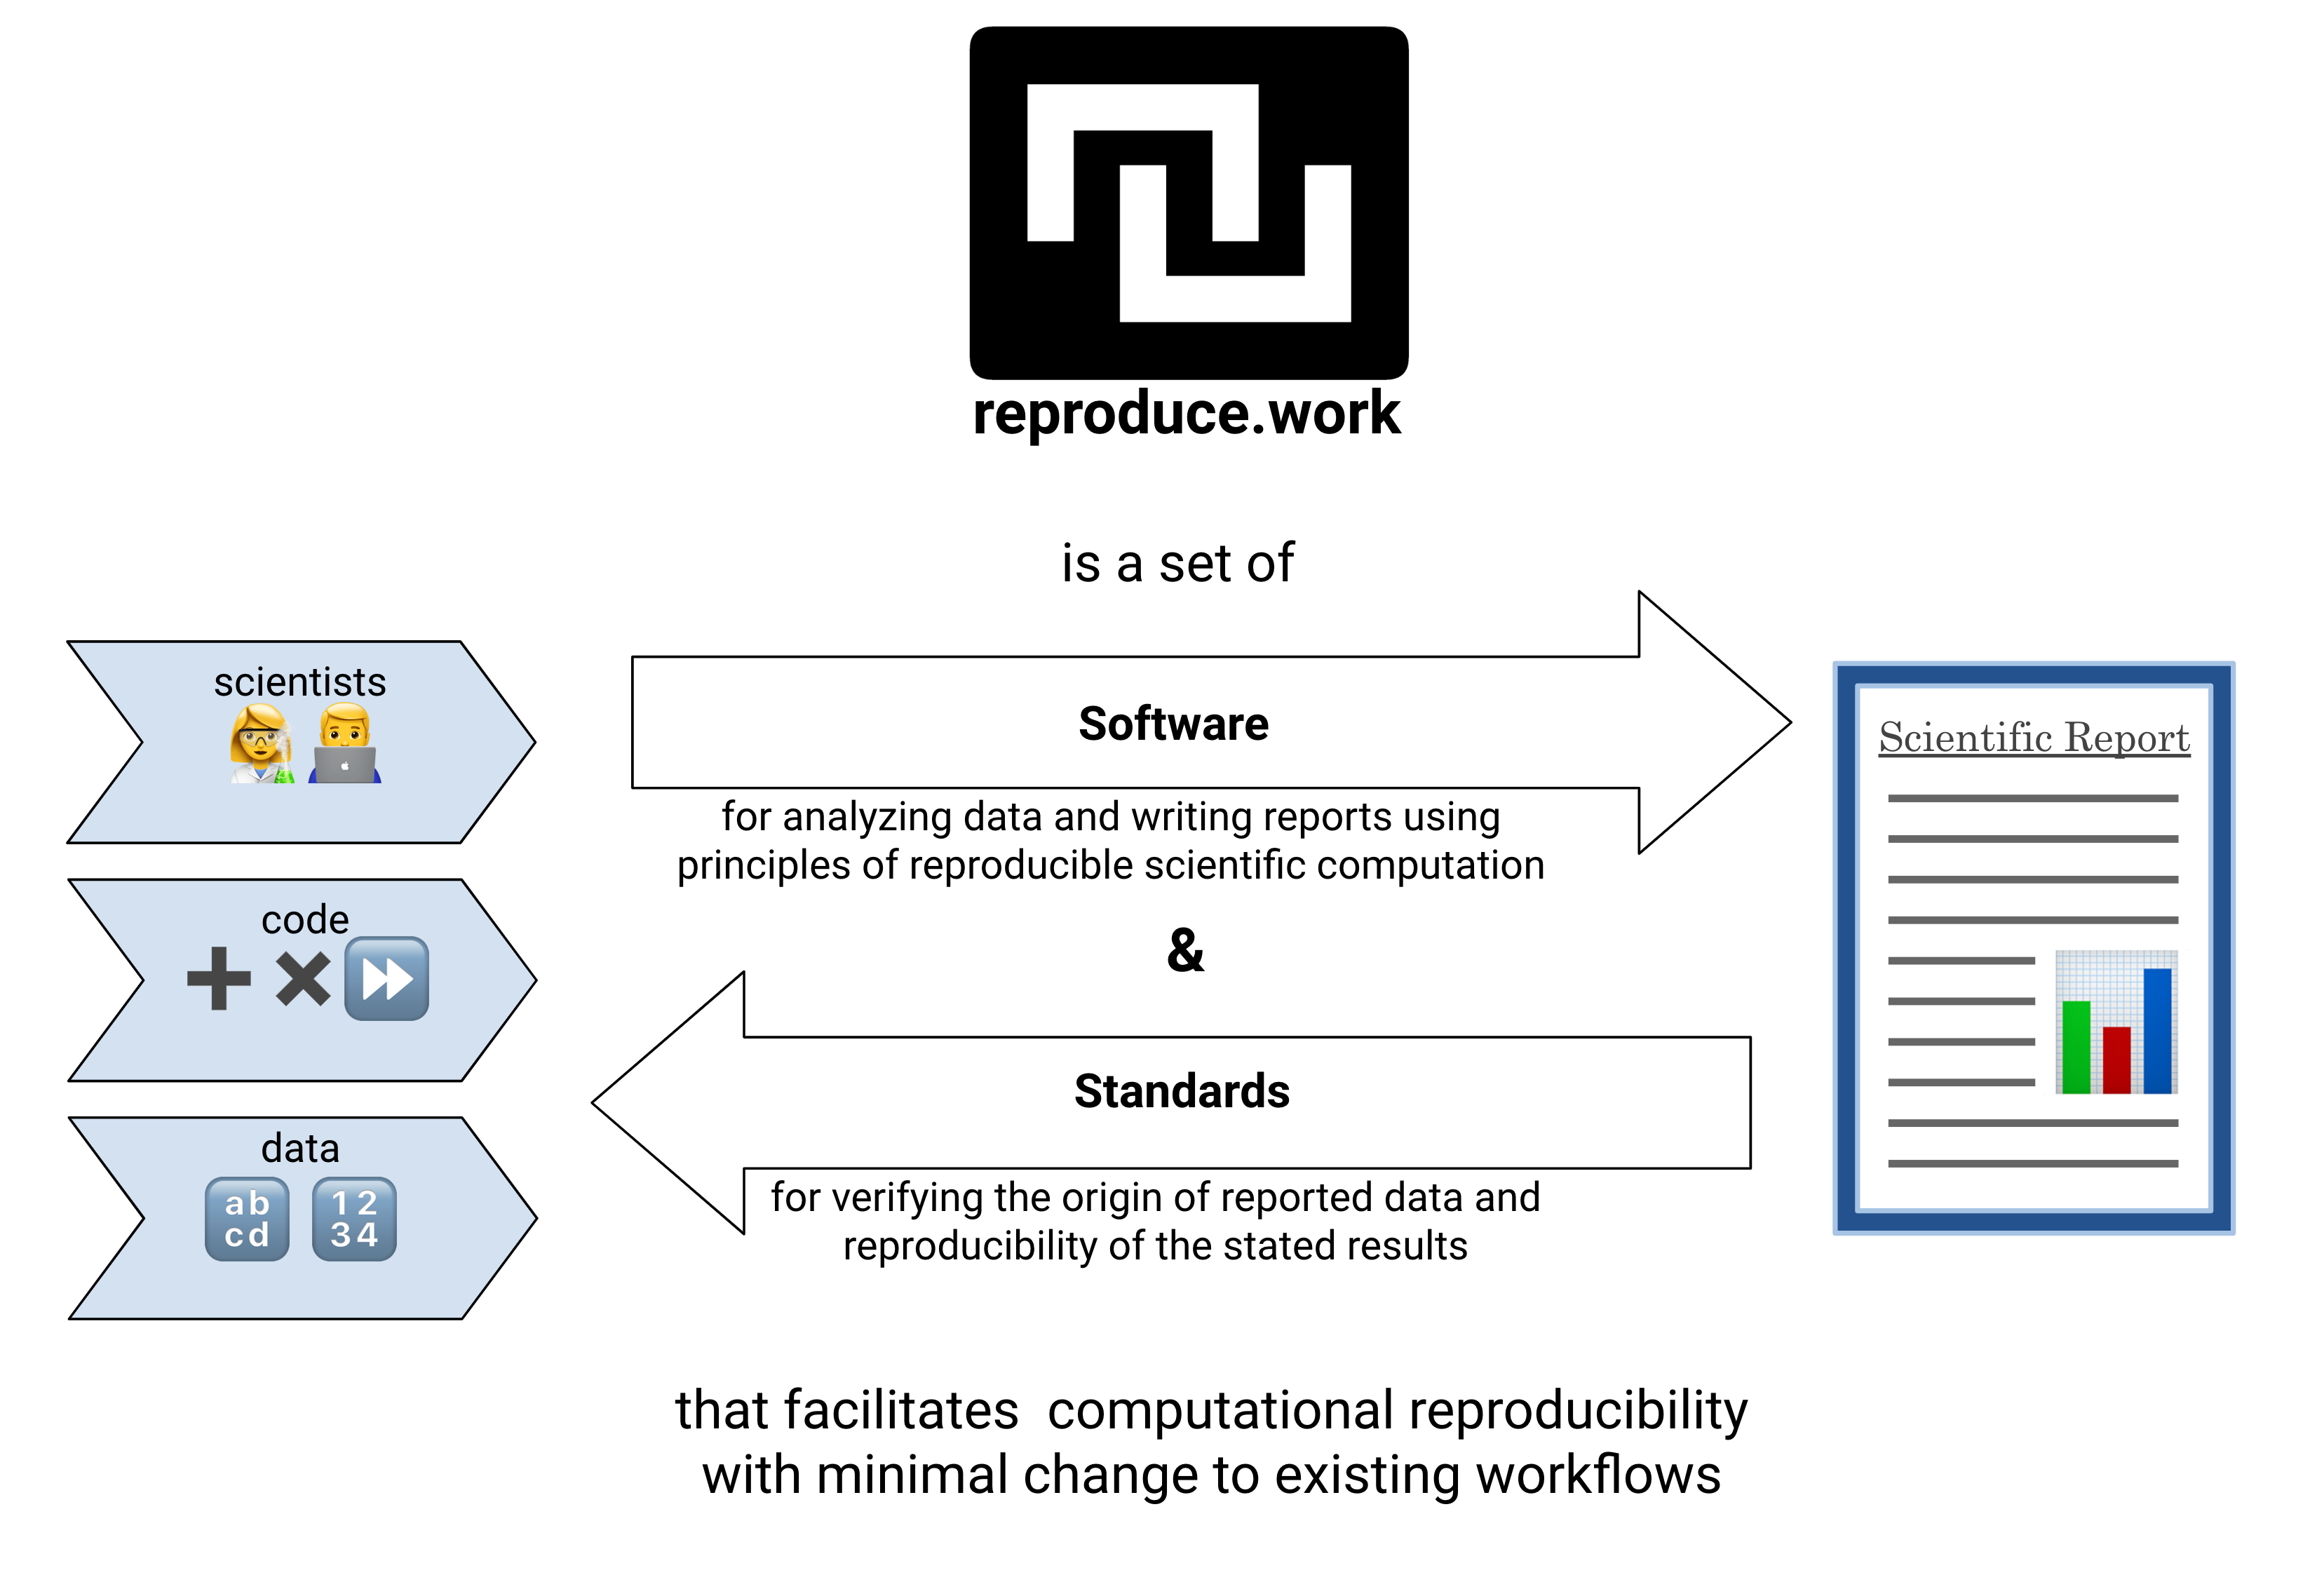 reproduce.work
is a set of
scientists
code
data
ab
cd
12
34
Software
for analyzing data and writing reports using
principles of reproducible scientific computation
&
Standards
for verifying the origin of reported data and
reproducibility of the stated results
Scientific Report
that facilitates  computational reproducibility
with minimal change to existing workflows